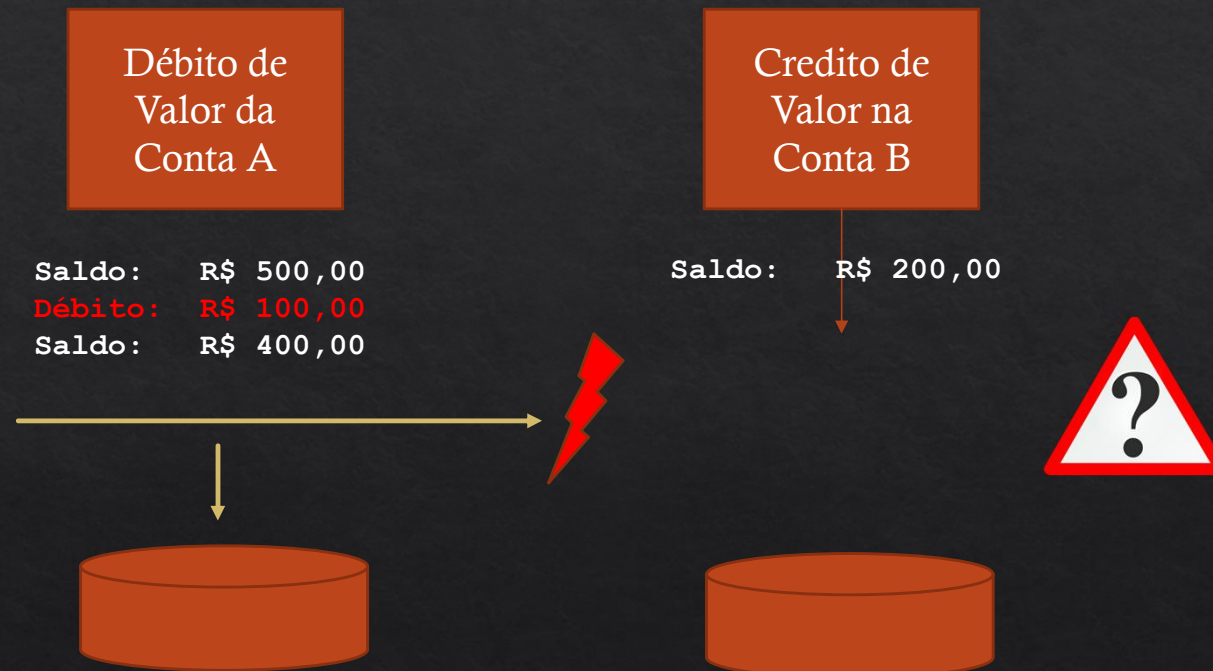 Débito de
Valor da
Conta A
Saldo: R$ 500,00
Débito: R$ 100,00
Saldo: R$ 400,00
Credito de
Valor na
Conta B
Saldo: R$ 200,00
?